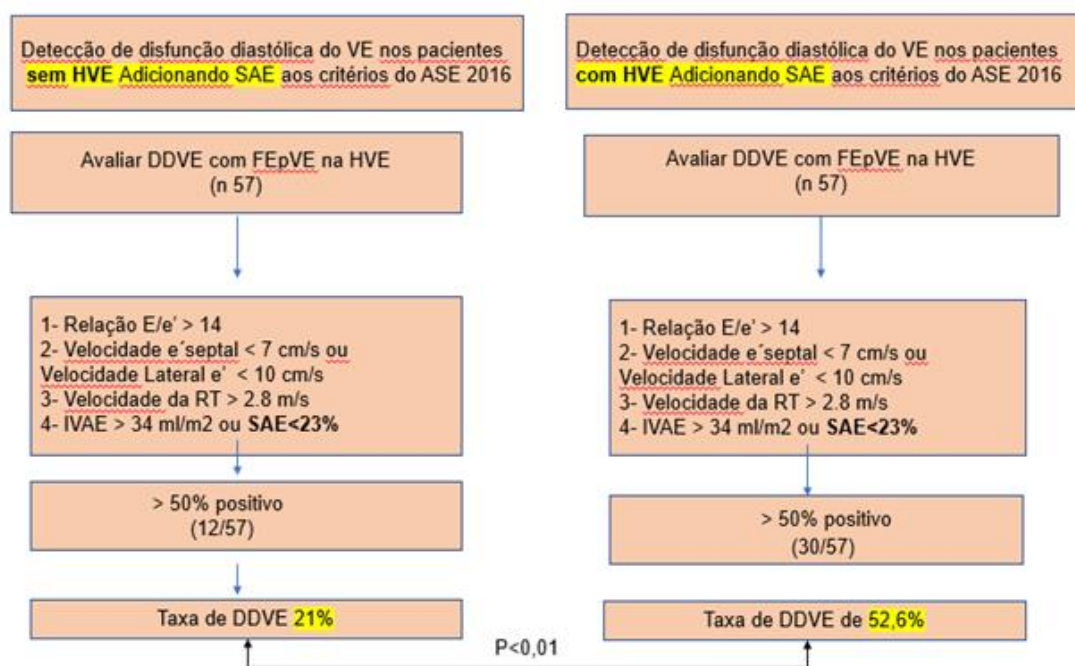 Detecção de disfunção diastólica do VE nos pacientes
sem HVE Adicionando SAE aos critérios do ASE 2016
Avaliar DDVE com FEpVE na HVE
(n 57)
1- Relação E/e' > 14
2- Velocidade e´septal < 7 cm/s ou
Velocidade Lateral e' < 10 cm/s
3- Velocidade da RT > 2.8 m/s
4- IVAE > 34 ml/m2 ou SAE<23%
> 50% positivo
(12/57)
Taxa de DDVE 21%
Detecção de disfunção diastólica do VE nos pacientes
com HVE Adicionando SAE aos critérios do ASE 2016
Avaliar DDVE com FEpVE na HVE
(n 57)
1- Relação E/e' > 14
2- Velocidade e´septal < 7 cm/s ou
Velocidade Lateral e' < 10 cm/s
3- Velocidade da RT > 2.8 m/s
4- IVAE > 34 ml/m2 ou SAE<23%
> 50% positivo
(30/57)
Taxa de DDVE de 52,6%
P<0,01